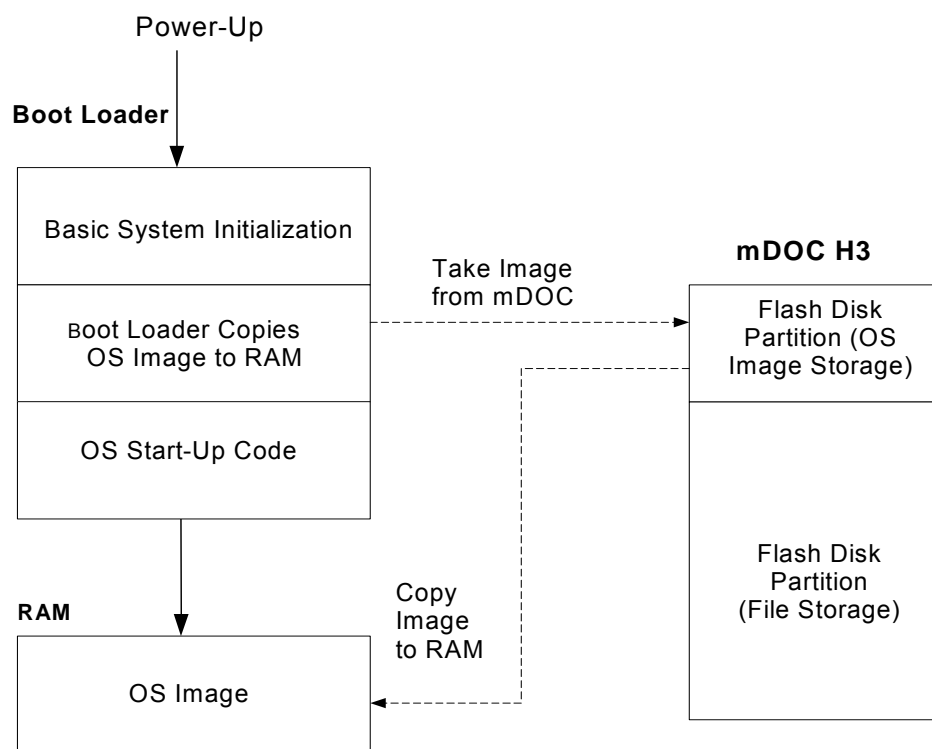 Power-Up
Boot Loader
Basic System Initialization
Boot Loader Copies
OS Image to RAM
OS Start-Up Code
Take Image
from mDOC
mDOC H3
Flash Disk
Partition (OS
Image Storage)
Flash Disk
Partition
(File Storage)
Copy
Image
to RAM
RAM
OS Image